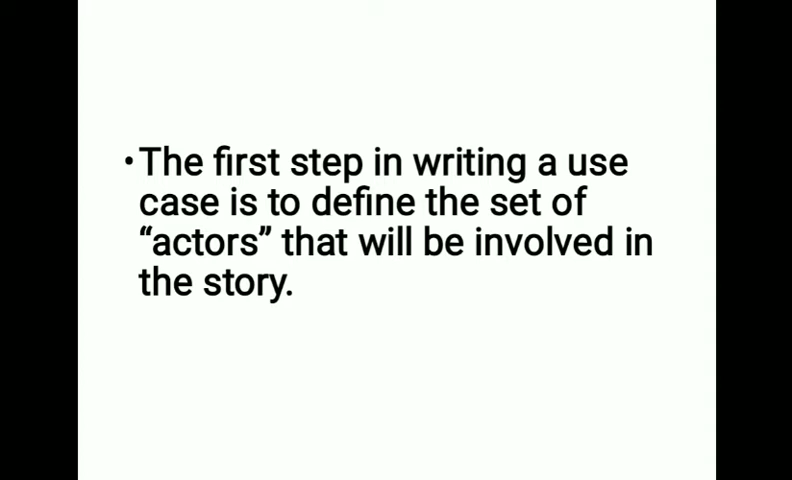 •The first step in writing a use
case is to define the set of
“actors” that will be involved in
the story.